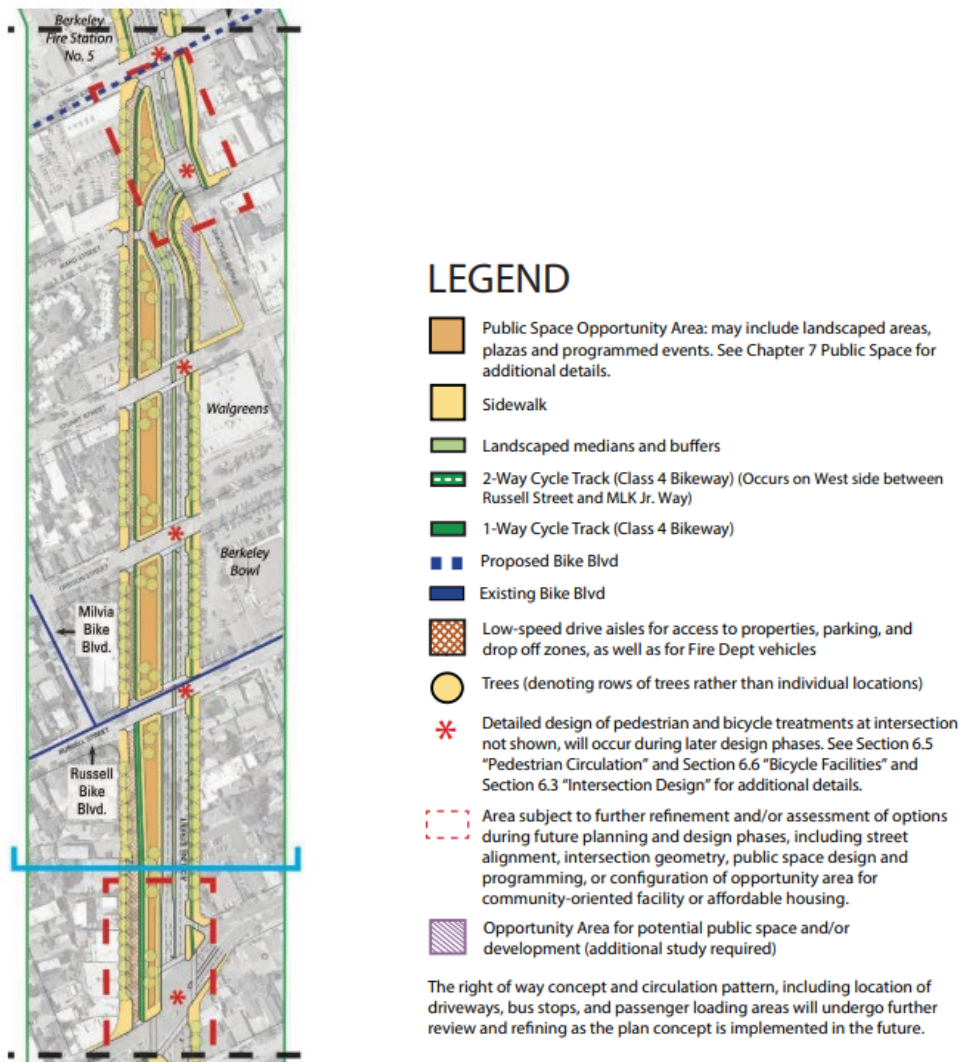 Berkeley
Fire Station
No. 5
WARD STREET
STUART STREET
Walgreens
OREGON STREET
Berkeley
Bowl
Milvia
Bike
Blvd.
RUSSELL STREET
Russell
Bike
Blvd.
LEGEND
Public Space Opportunity Area: may include landscaped areas,
plazas and programmed events. See Chapter 7 Public Space for
additional details.
Sidewalk
Landscaped medians and buffers
2-Way Cycle Track (Class 4 Bikeway) (Occurs on West side between
Russell Street and MLK Jr. Way)
1-Way Cycle Track (Class 4 Bikeway)
Proposed Bike Blvd
Existing Bike Blvd
Low-speed drive aisles for access to properties, parking, and
drop off zones, as well as for Fire Dept vehicles
Trees (denoting rows of trees rather than individual locations)
Detailed design of pedestrian and bicycle treatments at intersection
not shown, will occur during later design phases. See Section 6.5
"Pedestrian Circulation" and Section 6.6 "Bicycle Facilities" and
Section 6.3 "Intersection Design" for additional details.
Area subject to further refinement and/or assessment of options
during future planning and design phases, including street
alignment, intersection geometry, public space design and
programming, or configuration of opportunity area for
community-oriented facility or affordable housing.
Opportunity Area for potential public space and/or
development (additional study required)
The right of way concept and circulation pattern, including location of
driveways, bus stops, and passenger loading areas will undergo further
review and refining as the plan concept is implemented in the future.